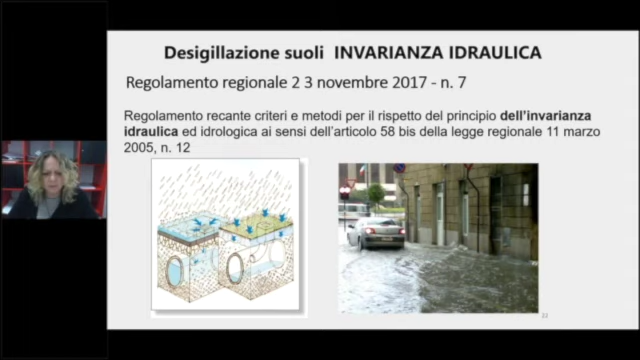 Desigillazione suoli INVARIANZA IDRAULICA
Regolamento regionale 2 3 novembre 2017 - n. 7
Regolamento recante criteri e metodi per il rispetto del principio dell'invarianza
idraulica ed idrologica ai sensi dell'articolo 58 bis della legge regionale 11 marzo
2005, n. 12